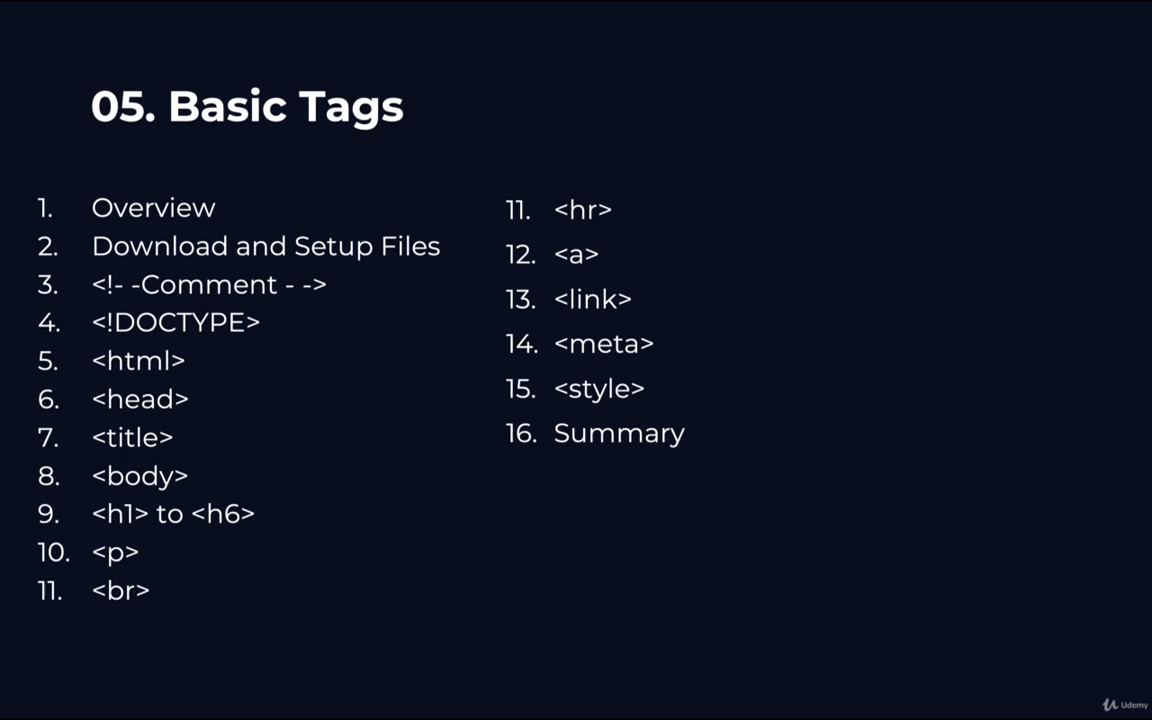 05. Basic Tags
1. Overview
2. Download and Setup Files
3. <!- -Comment - ->
4. <!DOCTYPE>
5. <html>
6. <head>
7. <title>
8. <body>
9. <h1> to <h6>
10. <p>
11. <br>
11. <hr>
12. <a>
13. <link>
14. <meta>
15. <style>
16. Summary
Udemy